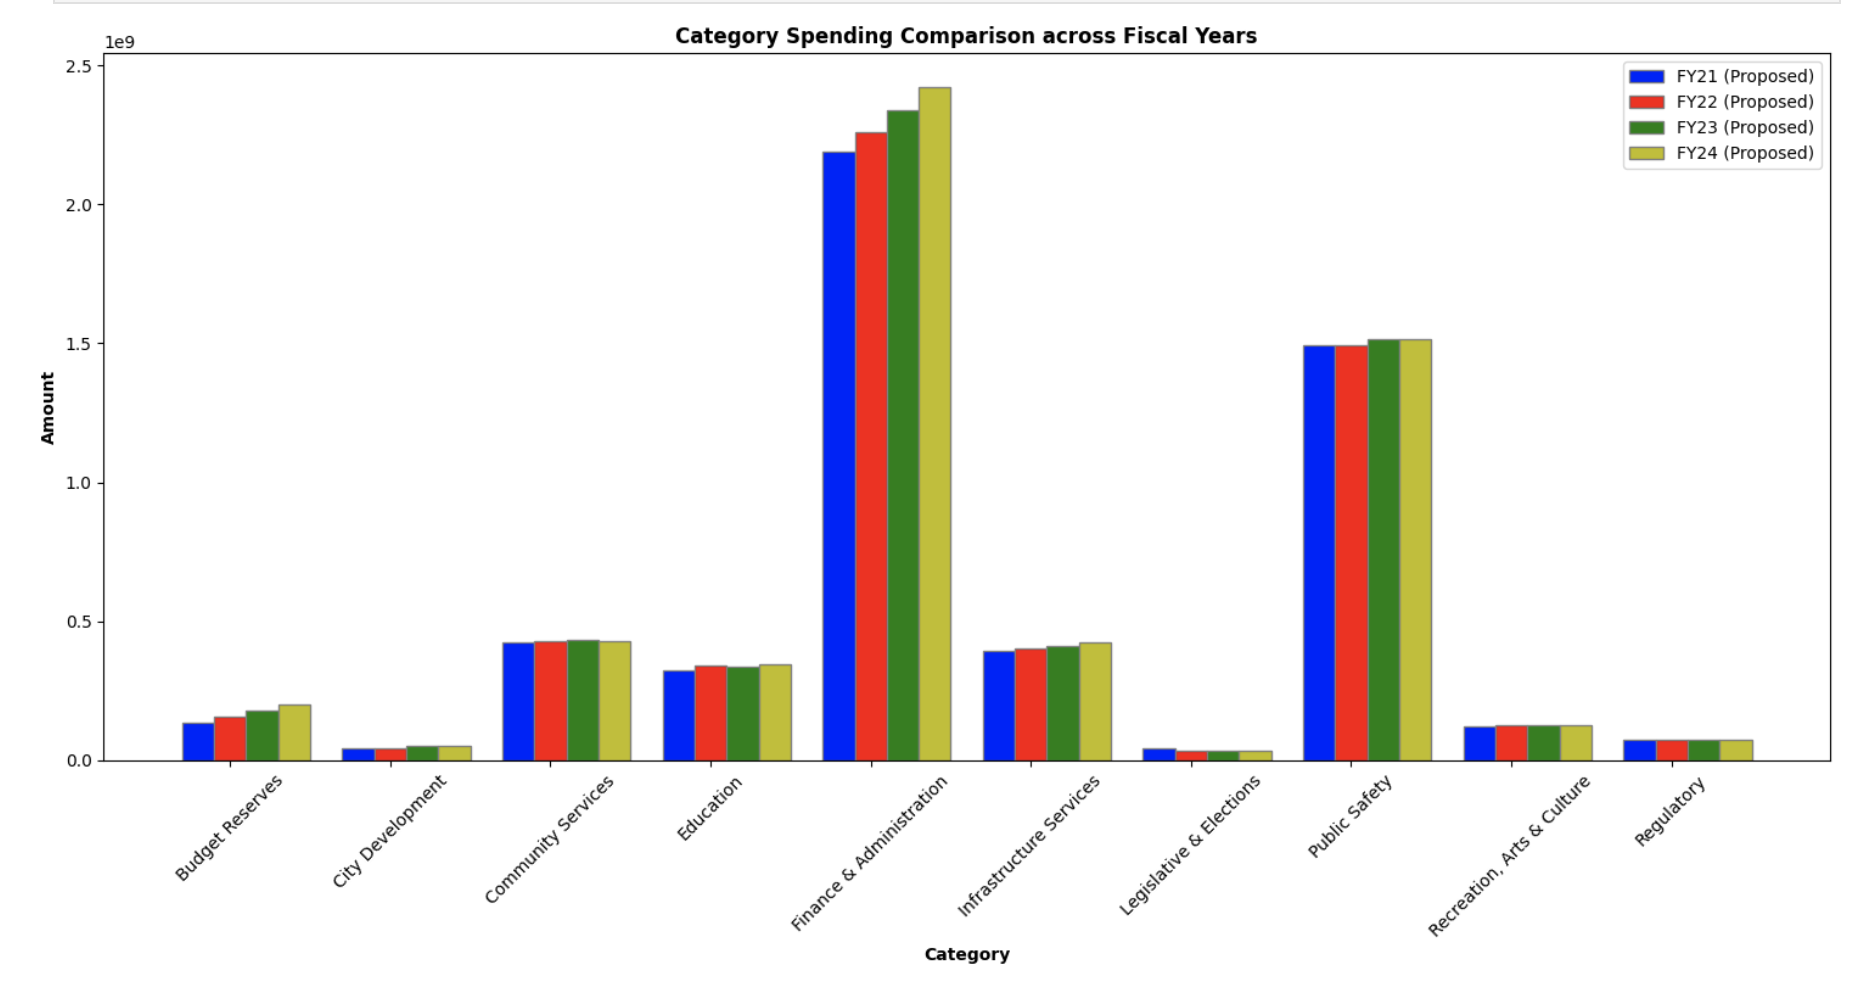 Category Spending Comparison across Fiscal Years
1e9
2.5
2.0
1.5
1.0
0.5
0.0
Amount
FY21 (Proposed)
FY22 (Proposed)
FY23 (Proposed)
FY24 (Proposed)
Budget Reserves
City Development
Community Services
Education
Finance & Administration
Infrastructure Services
Legislative & Elections
Public Safety
Recreation, Arts & Culture
Regulatory
Category